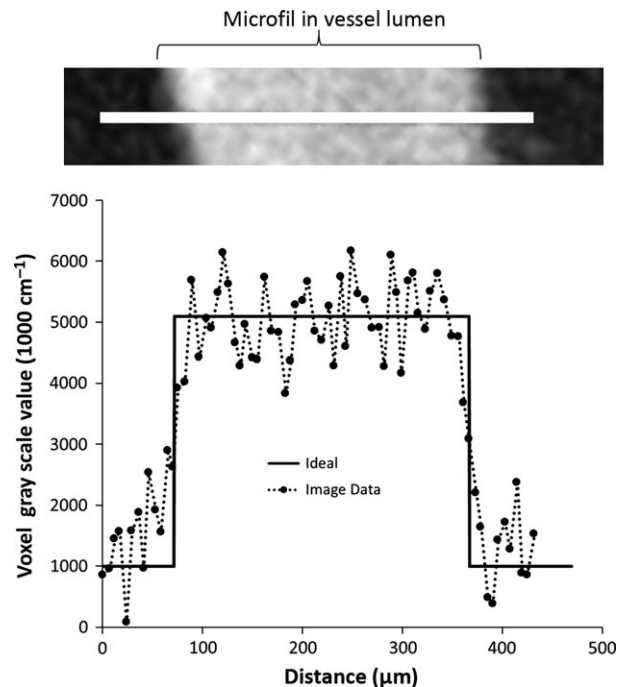 Microfil in vessel lumen
7000
6000
5000
4000
3000
2000
1000
0
Voxel gray scale value (1000 cm⁻¹)
Ideal
Image Data
0 100 200 300 400 500
Distance (μm)